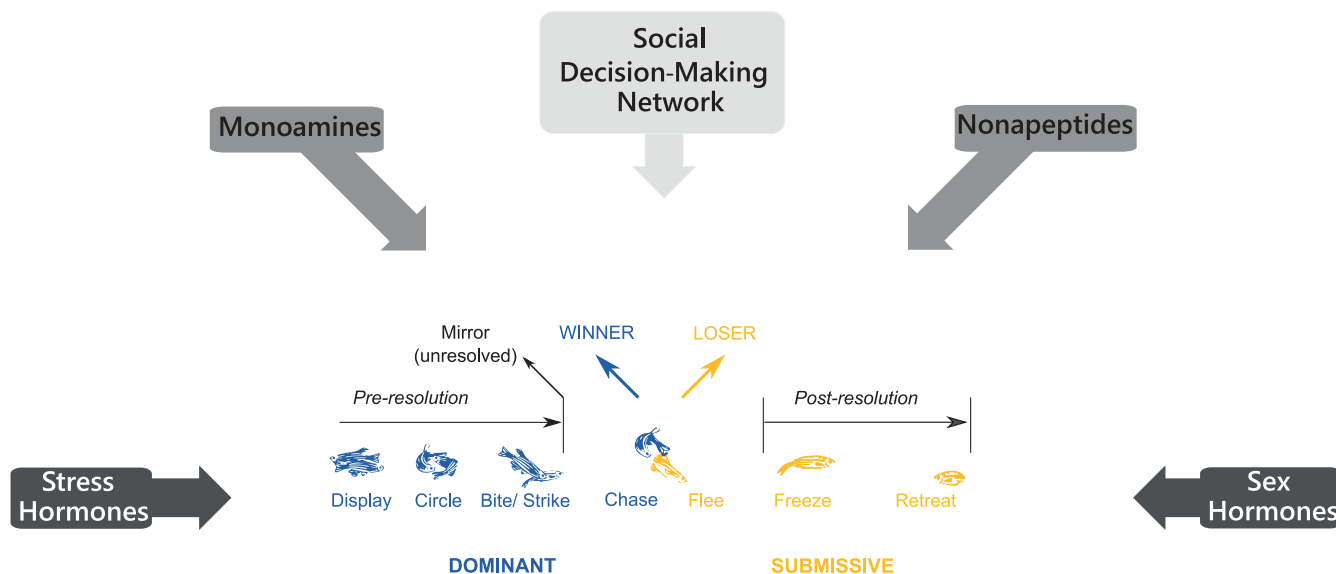 Social
Decision-Making
Network
Monoamines
Nonapeptides
Mirror
(unresolved)
WINNER
LOSER
Pre-resolution
Post-resolution
Stress
Hormones
Display
Circle
Bite/ Strike
Chase
Flee
Freeze
Retreat
Sex
Hormones
DOMINANT
SUBMISSIVE